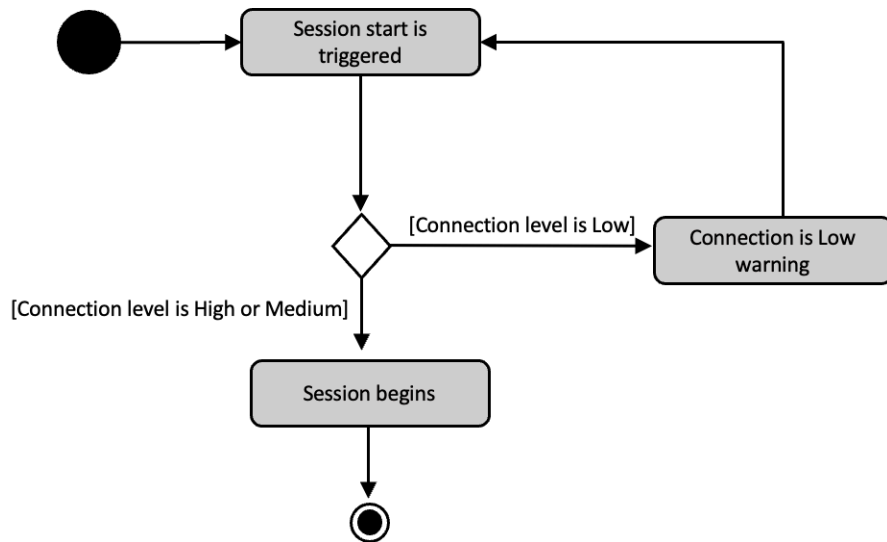 Session start is
triggered
[Connection level is Low]
Connection is Low
warning
[Connection level is High or Medium]
Session begins